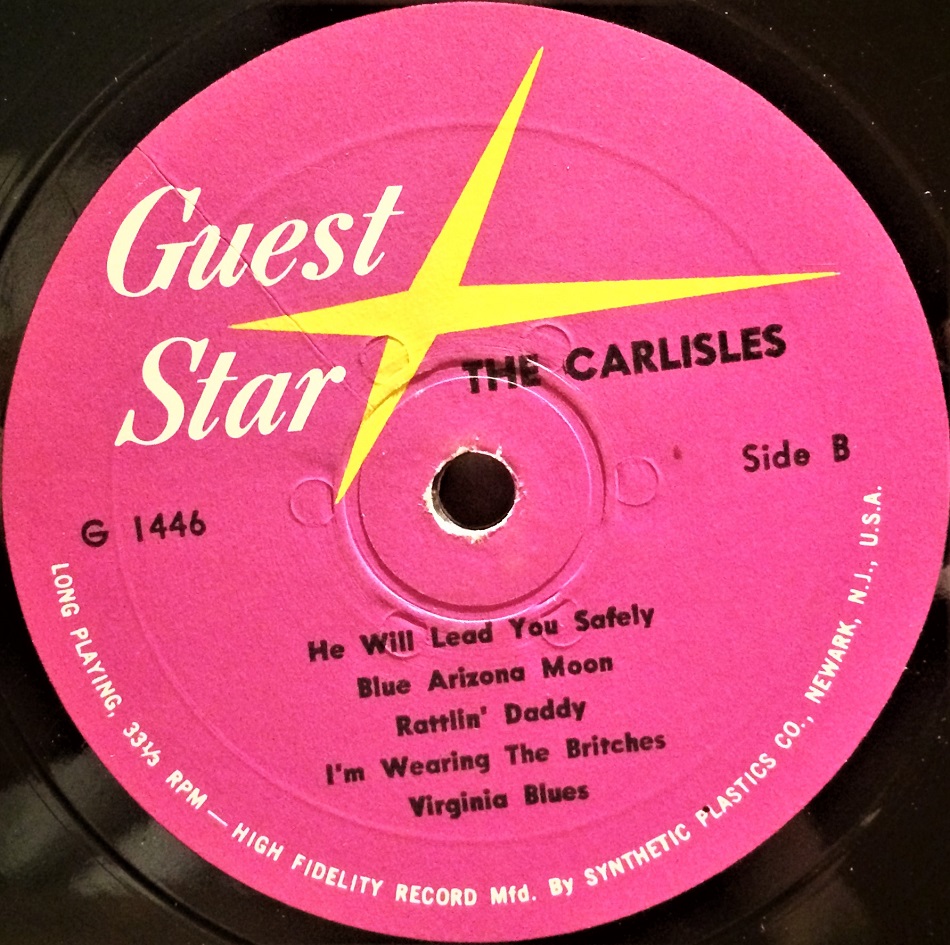 Guest
Star
THE CARLISLES
Side B
G 1446
He Will Lead You Safely
Blue Arizona Moon
Rattlin' Daddy
I'm Wearing The Britches
Virginia Blues
LONG PLAYING, 33⅓ RPM — HIGH FIDELITY RECORD Mfd. By SYNTHETIC PLASTICS CO., NEWARK, N.J., U.S.A.